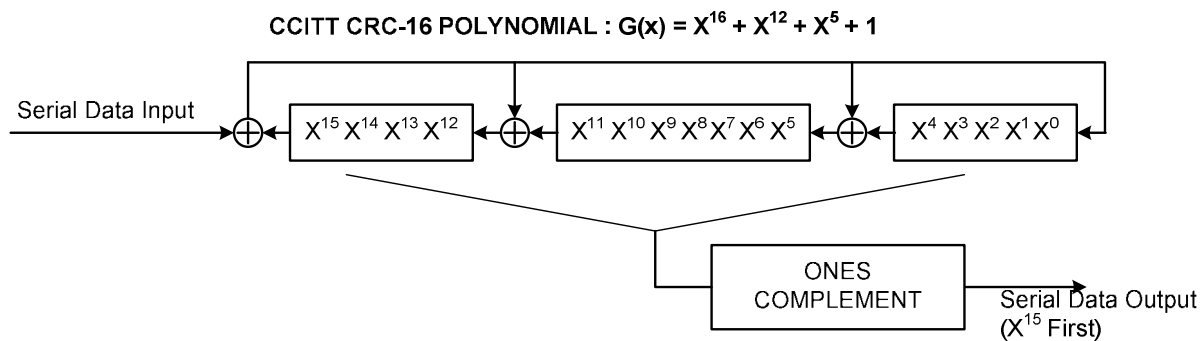 CCITT CRC-16 POLYNOMIAL : G(x) = X¹⁶ + X¹² + X⁵ + 1
Serial Data Input
X¹⁵ X¹⁴ X¹³ X¹²
X¹¹ X¹⁰ X⁹ X⁸ X⁷ X⁶ X⁵
X⁴ X³ X² X¹ X⁰
ONES
COMPLEMENT
Serial Data Output
(X¹⁵ First)